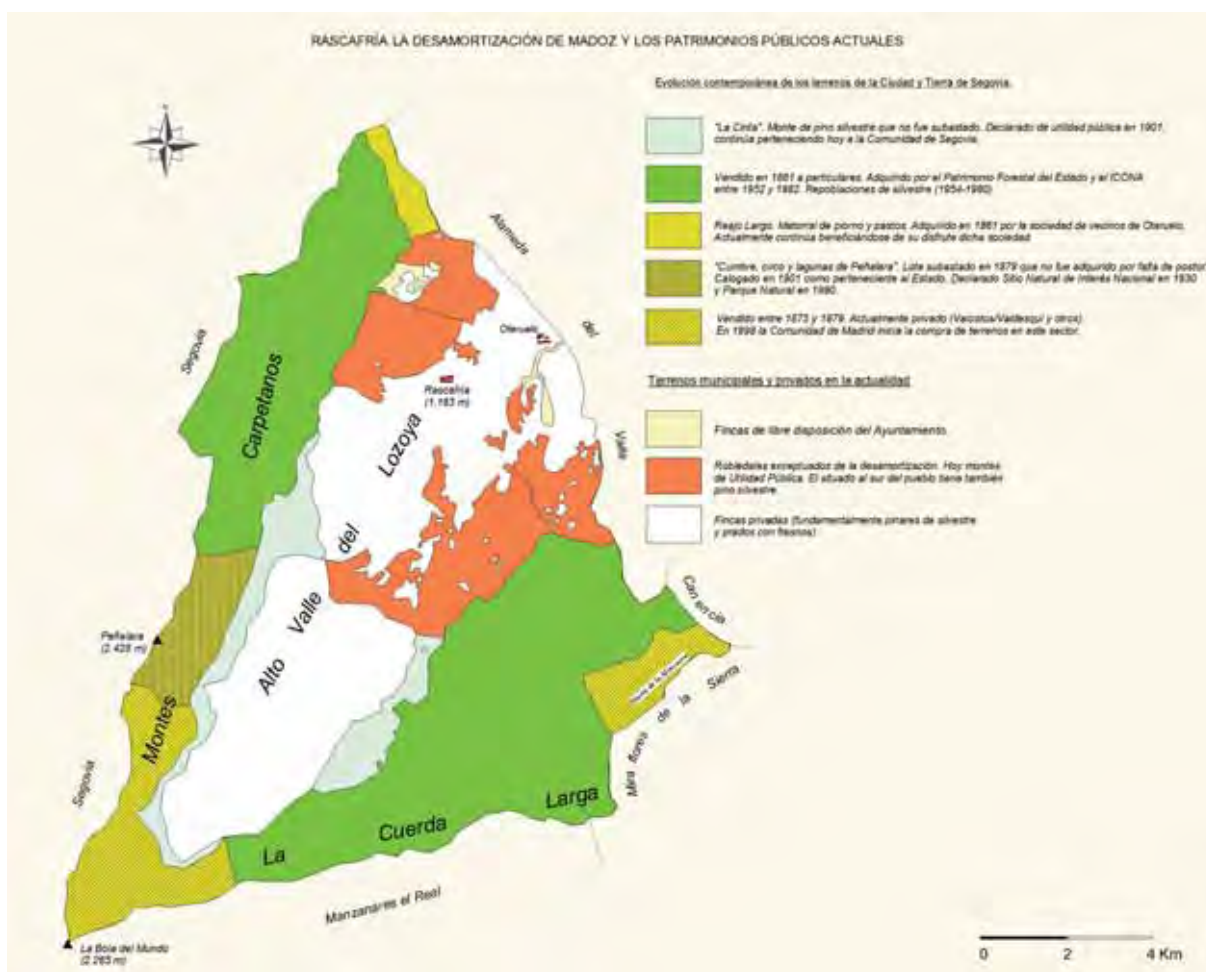 RASCAFRÍA LA DESAMORTIZACIÓN DE MADOZ Y LOS PATRIMONIOS PÚBLICOS ACTUALES
Evolución contemporánea de los terrenos de la Ciudad y Tierra de Segovia.
"La Cinta". Monte de pino silvestre que no fue subastado. Declarado de utilidad pública en 1901,
continúa perteneciendo hoy a la Comunidad de Segovia.
Vendido en 1861 a particulares. Adquirido por el Patrimonio Forestal del Estado y el ICONA
entre 1952 y 1982. Repoblaciones de silvestre (1954-1980)
Reajo Largo. Matorral de piorno y pastos. Adquirido en 1861 por la sociedad de vecinos de Oteruelo.
Actualmente continúa beneficiándose de su disfrute dicha sociedad
"Cumbre, circo y lagunas de Peñalara". Lote subastado en 1879 que no fue adquirido por falta de postor.
Catogado en 1901 como perteneciente al Estado. Declarado Sitio Natural de Interés Nacional en 1930
y Parque Natural en 1990.
Vendido entre 1873 y 1879. Actualmente privado (Valcotos/Valdesquí y otros).
En 1998 la Comunidad de Madrid inicia la compra de terrenos en este sector.
Terrenos municipales y privados en la actualidad
Fincas de libre disposición del Ayuntamiento.
Robledales exceptuados de la desamortización. Hoy montes
de Utilidad Pública. El situado al sur del pueblo tiene también
pino silvestre.
Fincas privadas (fundamentalmente pinares de silvestre
y prados con fresnos)
Alameda
del
Valle
Segovia
Carpetanos
Oteruelo
Rascafría
(1.163 m)
Lozoya
del
Valle
Alto
Canencia
Peñalara
(2.428 m)
Montes
Segovia
Miraflores de la Sierra
La Cuerda Larga
Manzanares el Real
La Bola del Mundo
(2.265 m)
0 2 4 Km